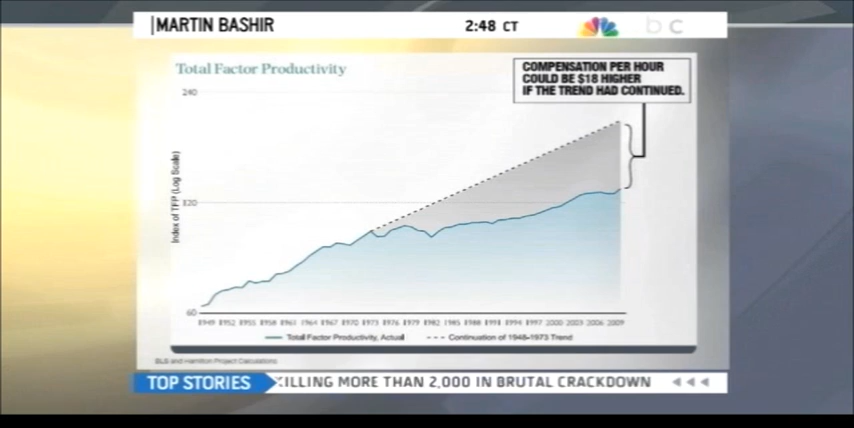 MARTIN BASHIR
2:48 CT
bc
Total Factor Productivity
COMPENSATION PER HOUR
COULD BE $18 HIGHER
IF THE TREND HAD CONTINUED.
240
120
60
Index of TFP (Log Scale)
1949 1952 1955 1958 1961 1964 1967 1970 1973 1976 1979 1982 1985 1988 1991 1994 1997 2000 2003 2006 2009
Total Factor Productivity, Actual
Continuation of 1948-1973 Trend
BLS and Hamilton Project Calculations
TOP STORIES
KILLING MORE THAN 2,000 IN BRUTAL CRACKDOWN